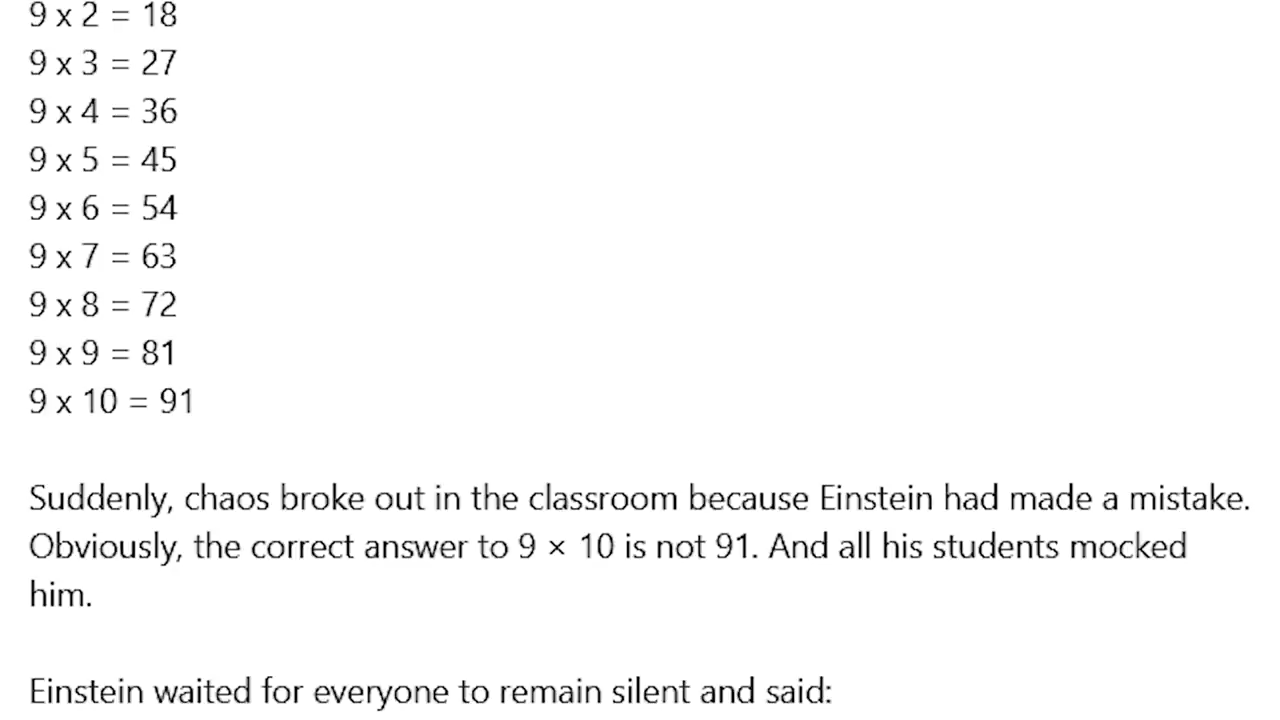 9 x 2 = 18
9 x 3 = 27
9 x 4 = 36
9 x 5 = 45
9 x 6 = 54
9 x 7 = 63
9 x 8 = 72
9 x 9 = 81
9 x 10 = 91
Suddenly, chaos broke out in the classroom because Einstein had made a mistake.
Obviously, the correct answer to 9 × 10 is not 91. And all his students mocked
him.
Einstein waited for everyone to remain silent and said: